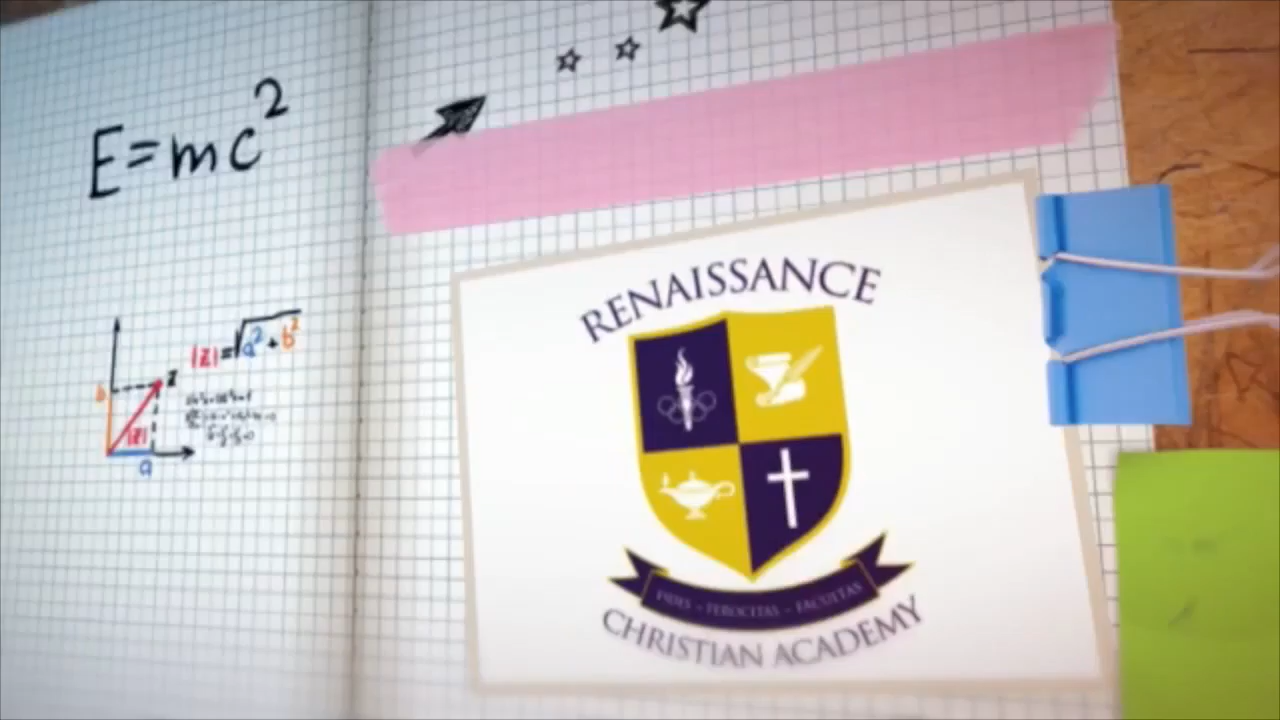 E=mc²
|Z|=√a²+b²
z
b
|Z|
a
RENAISSANCE
FIDES - FEROCITAS - FACULTAS
CHRISTIAN ACADEMY